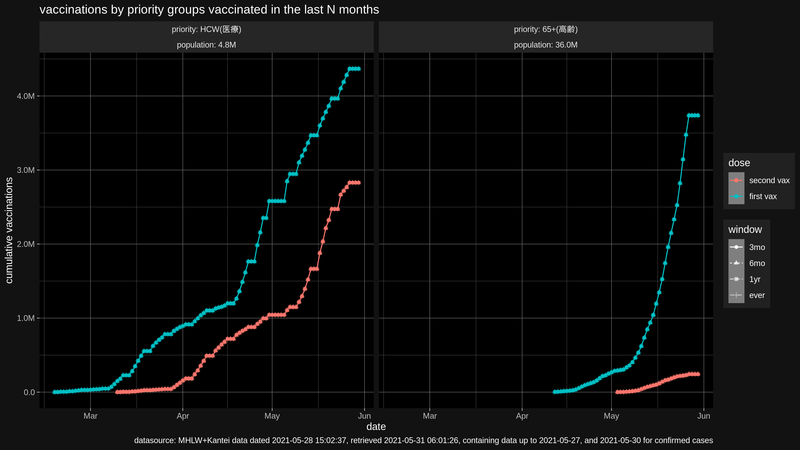 vaccinations by priority groups vaccinated in the last N months
priority: HCW(医療)
population: 4.8M
priority: 65+(高齢)
population: 36.0M
cumulative vaccinations
4.0M
3.0M
2.0M
1.0M
0.0
Mar
Apr
May
Jun
Mar
Apr
May
Jun
date
dose
second vax
first vax
window
3mo
6mo
1yr
ever
datasource: MHLW+Kantei data dated 2021-05-28 15:02:37, retrieved 2021-05-31 06:01:26, containing data up to 2021-05-27, and 2021-05-30 for confirmed cases